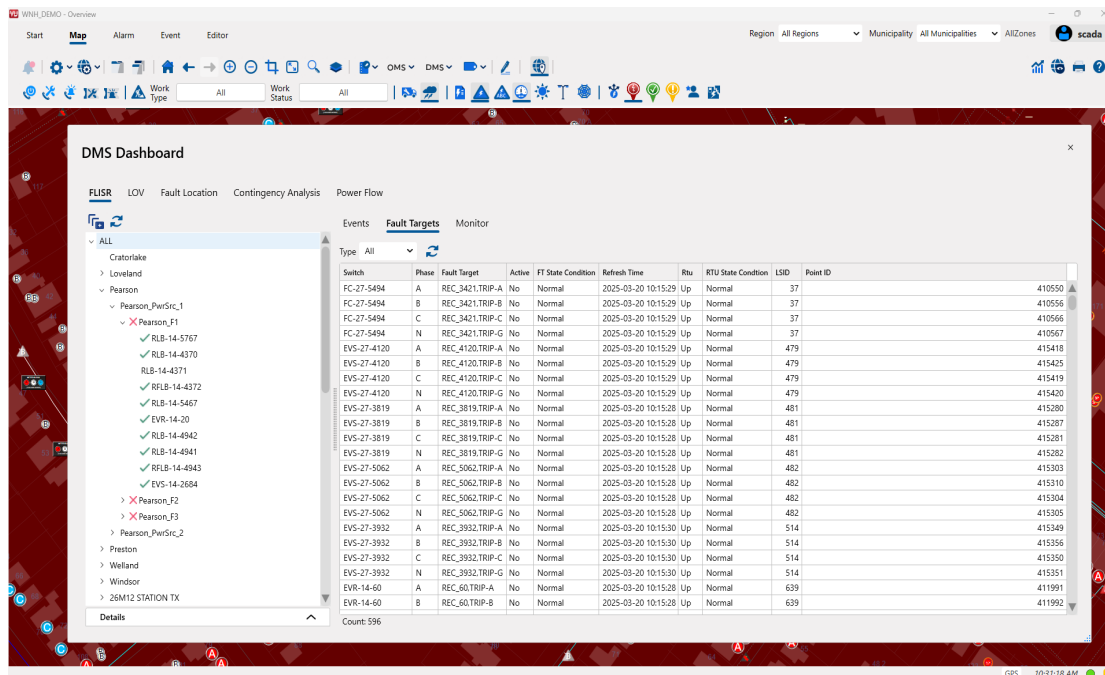 WNH_DEMO - Overview
Start Map Alarm Event Editor Region All Regions Municipality All Municipalities AllZones scada
OMS DMS
Work Type All Work Status All
DMS Dashboard
FLISR LOV Fault Location Contingency Analysis Power Flow
Events Fault Targets Monitor
Type All
ALL
Cratorlake
Loveland
Pearson
Pearson_PwrSrc_1
Pearson_F1
RLB-14-5767
RLB-14-4370
RLB-14-4371
RFLB-14-4372
RLB-14-5467
EVR-14-20
RLB-14-4942
RLB-14-4941
RFLB-14-4943
EVS-14-2684
Pearson_F2
Pearson_F3
Pearson_PwrSrc_2
Preston
Welland
Windsor
26M12 STATION TX
Details
Switch Phase Fault Target Active FT State Condition Refresh Time Rtu RTU State Condtion LSID Point ID
FC-27-5494 A REC_3421,TRIP-A No Normal 2025-03-20 10:15:29 Up Normal 37 410550
FC-27-5494 B REC_3421,TRIP-B No Normal 2025-03-20 10:15:29 Up Normal 37 410556
FC-27-5494 C REC_3421,TRIP-C No Normal 2025-03-20 10:15:29 Up Normal 37 410566
FC-27-5494 N REC_3421,TRIP-G No Normal 2025-03-20 10:15:29 Up Normal 37 410567
EVS-27-4120 A REC_4120,TRIP-A No Normal 2025-03-20 10:15:29 Up Normal 479 415418
EVS-27-4120 B REC_4120,TRIP-B No Normal 2025-03-20 10:15:29 Up Normal 479 415425
EVS-27-4120 C REC_4120,TRIP-C No Normal 2025-03-20 10:15:29 Up Normal 479 415419
EVS-27-4120 N REC_4120,TRIP-G No Normal 2025-03-20 10:15:29 Up Normal 479 415420
EVS-27-3819 A REC_3819,TRIP-A No Normal 2025-03-20 10:15:28 Up Normal 481 415280
EVS-27-3819 B REC_3819,TRIP-B No Normal 2025-03-20 10:15:28 Up Normal 481 415287
EVS-27-3819 C REC_3819,TRIP-C No Normal 2025-03-20 10:15:28 Up Normal 481 415281
EVS-27-3819 N REC_3819,TRIP-G No Normal 2025-03-20 10:15:28 Up Normal 481 415282
EVS-27-5062 A REC_5062,TRIP-A No Normal 2025-03-20 10:15:28 Up Normal 482 415303
EVS-27-5062 B REC_5062,TRIP-B No Normal 2025-03-20 10:15:28 Up Normal 482 415310
EVS-27-5062 C REC_5062,TRIP-C No Normal 2025-03-20 10:15:28 Up Normal 482 415304
EVS-27-5062 N REC_5062,TRIP-G No Normal 2025-03-20 10:15:28 Up Normal 482 415305
EVS-27-3932 A REC_3932,TRIP-A No Normal 2025-03-20 10:15:30 Up Normal 514 415349
EVS-27-3932 B REC_3932,TRIP-B No Normal 2025-03-20 10:15:30 Up Normal 514 415356
EVS-27-3932 C REC_3932,TRIP-C No Normal 2025-03-20 10:15:30 Up Normal 514 415350
EVS-27-3932 N REC_3932,TRIP-G No Normal 2025-03-20 10:15:30 Up Normal 514 415351
EVR-14-60 A REC_60,TRIP-A No Normal 2025-03-20 10:15:28 Up Normal 639 411991
EVR-14-60 B REC_60,TRIP-B No Normal 2025-03-20 10:15:28 Up Normal 639 411992
Count: 596
GPS 10:31:18 AM